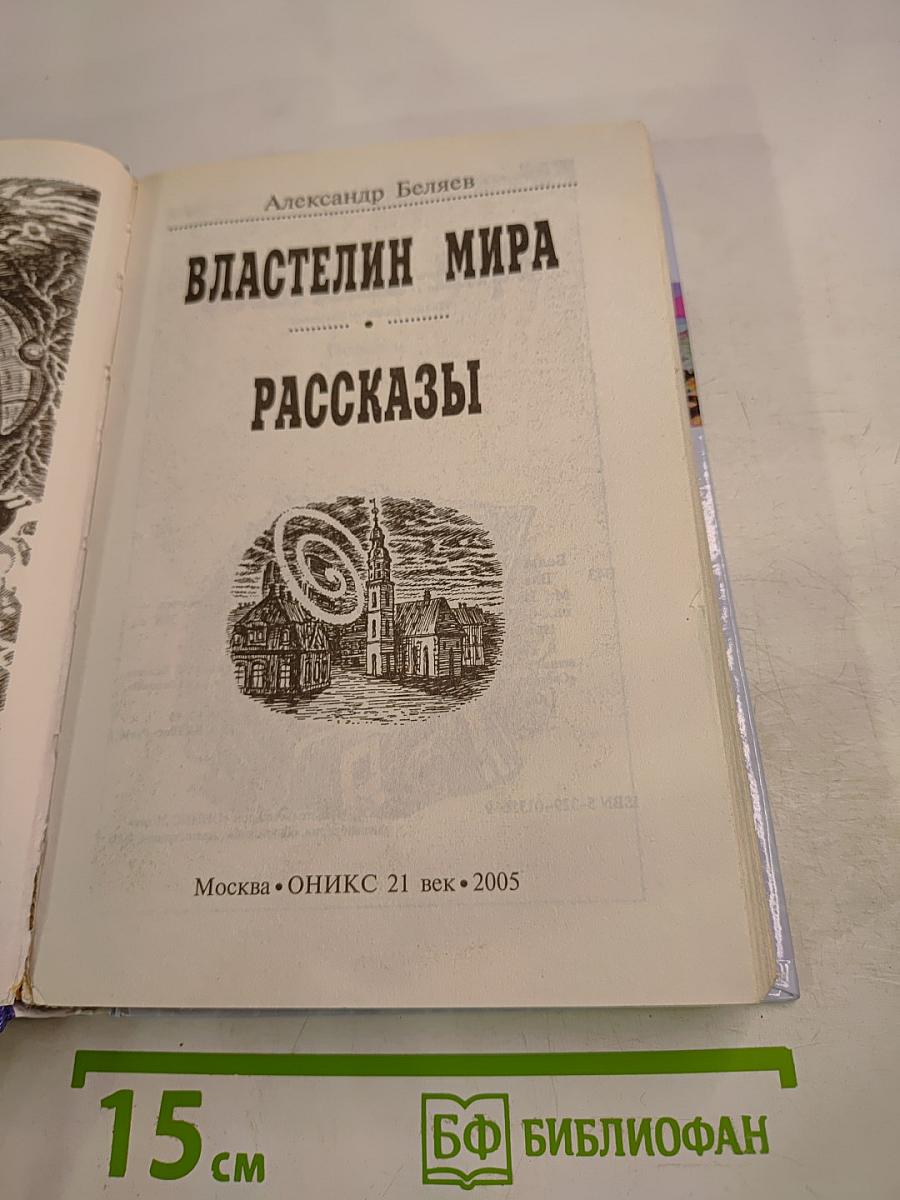 Александр Беляев
ВЛАСТЕЛИН МИРА
РАССКАЗЫ
Москва • ОНИКС 21 век • 2005
15 см
БФ БИБЛИОФАН